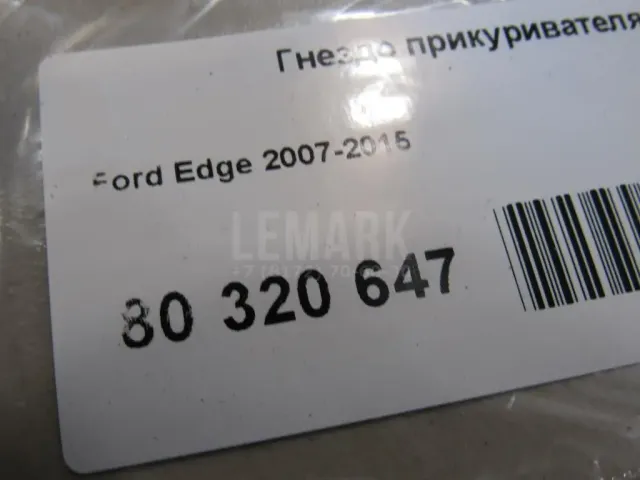 Гнездо прикуривателя
Ford Edge 2007-2015
LEMARK
80 320 647